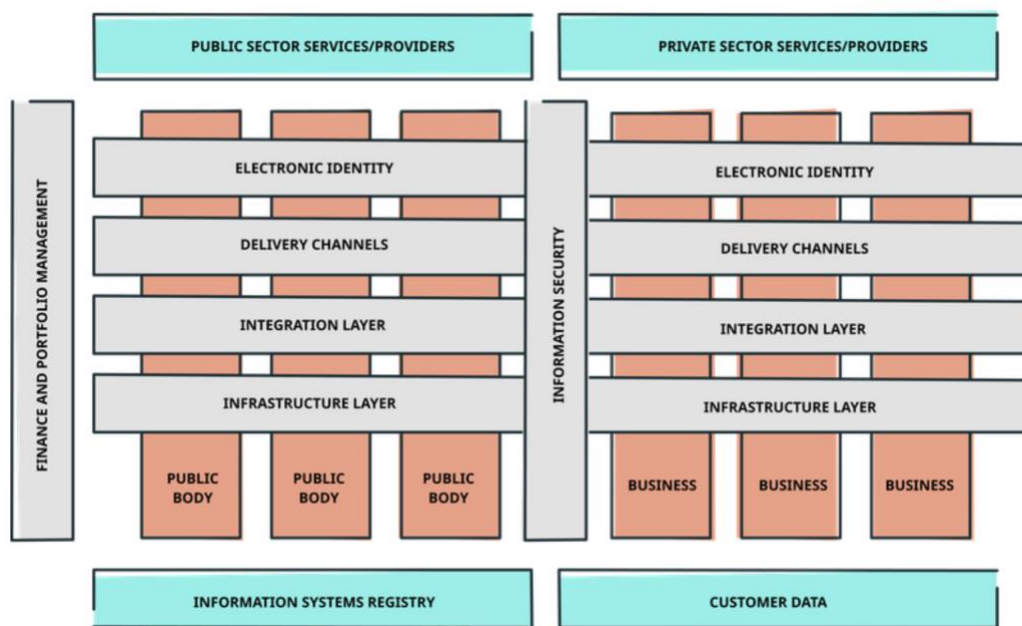 PUBLIC SECTOR SERVICES/PROVIDERS
PRIVATE SECTOR SERVICES/PROVIDERS
FINANCE AND PORTFOLIO MANAGEMENT
ELECTRONIC IDENTITY
DELIVERY CHANNELS
INTEGRATION LAYER
INFRASTRUCTURE LAYER
PUBLIC
BODY
PUBLIC
BODY
PUBLIC
BODY
INFORMATION SECURITY
ELECTRONIC IDENTITY
DELIVERY CHANNELS
INTEGRATION LAYER
INFRASTRUCTURE LAYER
BUSINESS
BUSINESS
BUSINESS
INFORMATION SYSTEMS REGISTRY
CUSTOMER DATA